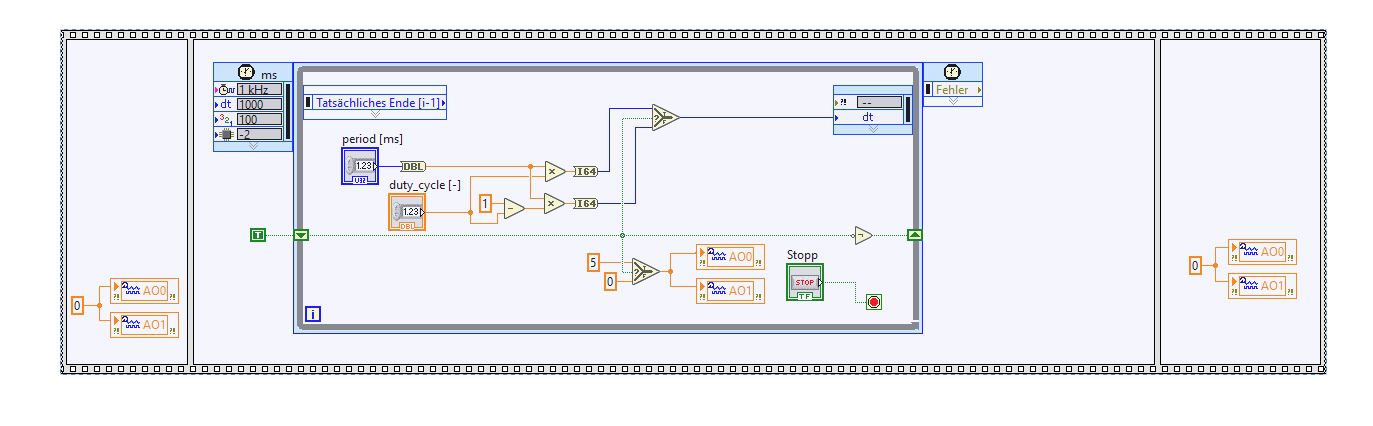 ms
1 kHz
dt 1000
100
-2
Tatsächliches Ende [i-1]
--
dt
Fehler
period [ms]
1.23
U32
DBL
duty_cycle [-]
1.23
DBL
1
×
I64
×
I64
T
5
0
AO0
AO1
Stopp
STOP
TF
i
0
AO0
AO1
0
AO0
AO1